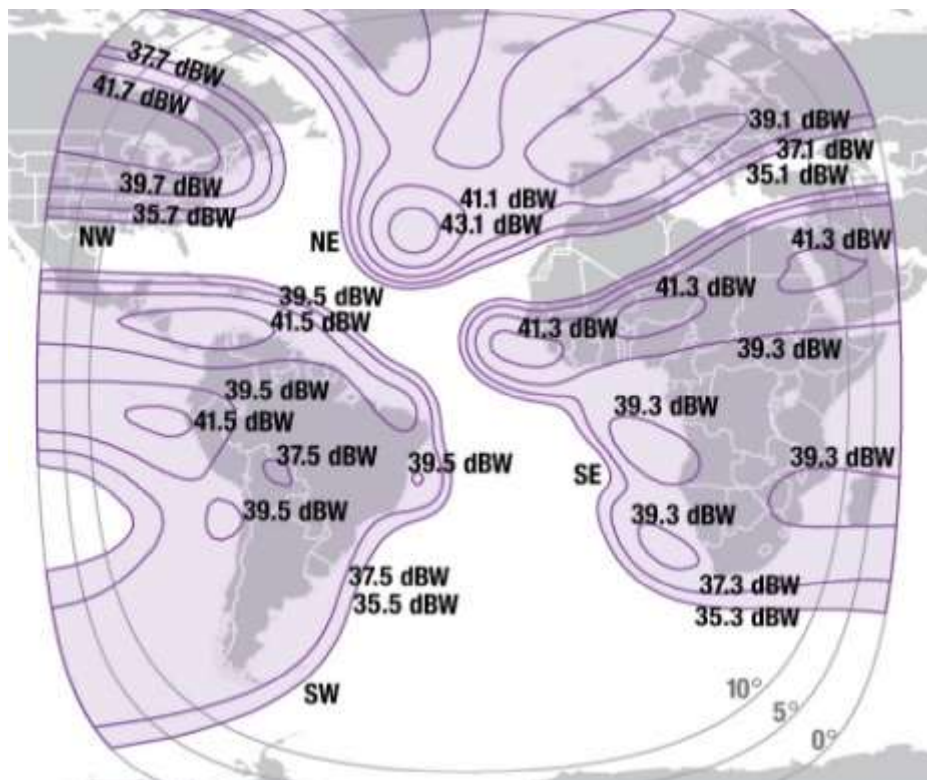 37.7 dBW
41.7 dBW
39.7 dBW
35.7 dBW
NW
NE
41.1 dBW
43.1 dBW
39.1 dBW
37.1 dBW
35.1 dBW
41.3 dBW
41.3 dBW
41.3 dBW
39.3 dBW
39.5 dBW
41.5 dBW
39.5 dBW
41.5 dBW
37.5 dBW
39.5 dBW
39.5 dBW
39.3 dBW
SE
39.3 dBW
39.3 dBW
37.5 dBW
35.5 dBW
37.3 dBW
35.3 dBW
SW
10°
5°
0°